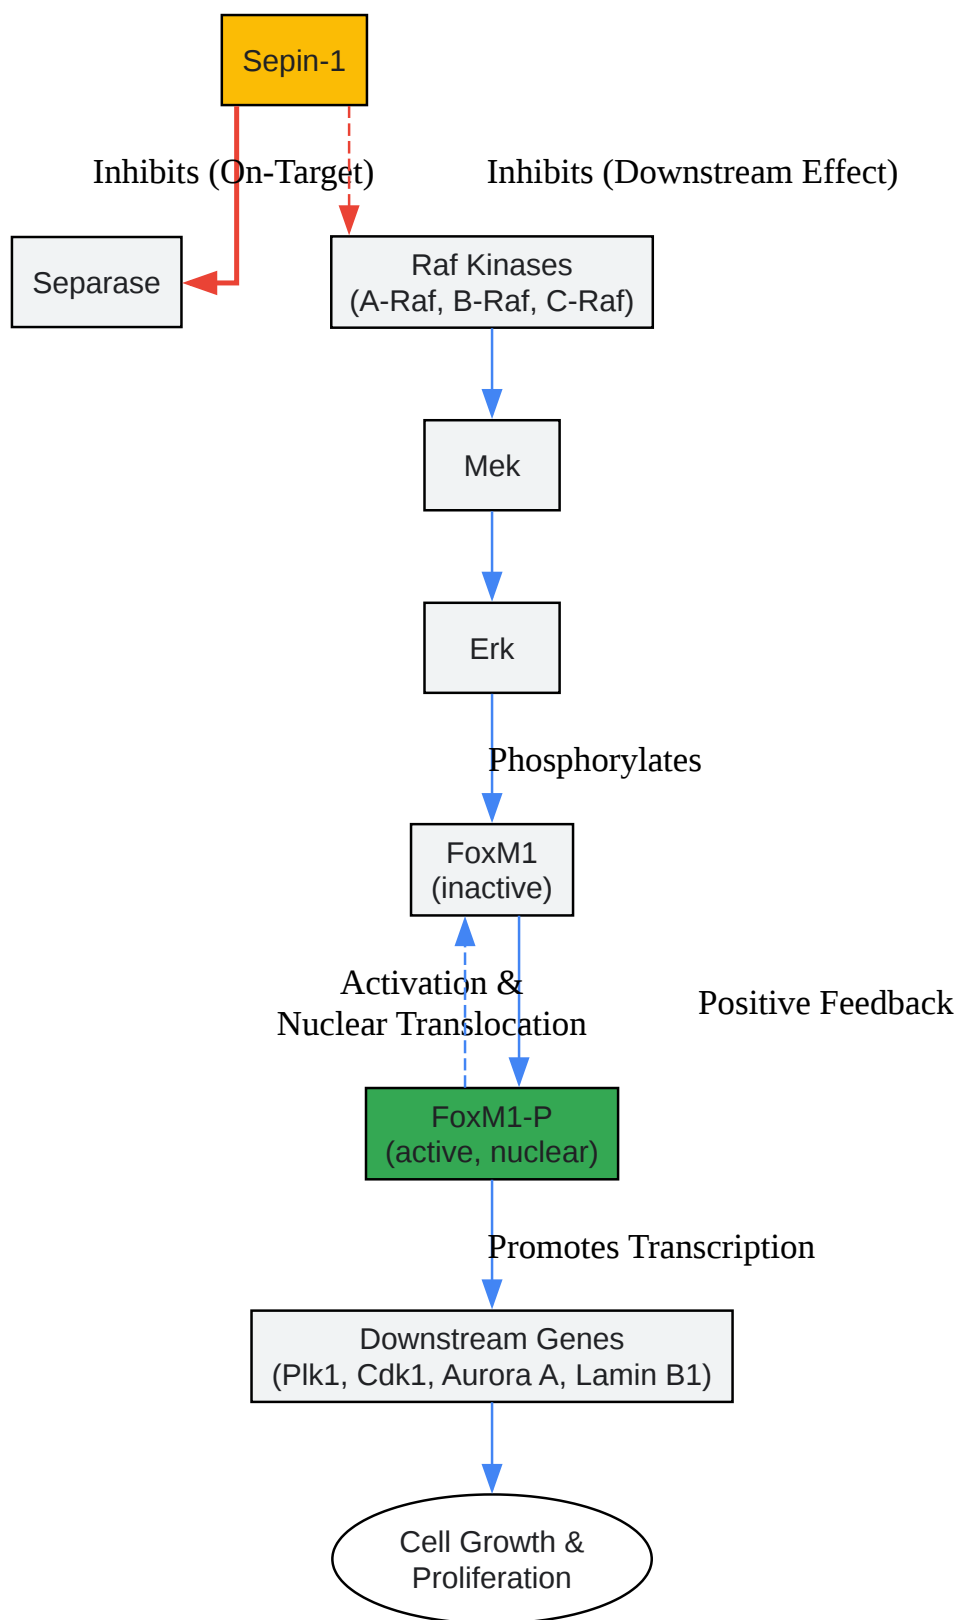 Sepin-1
Inhibits (On-Target)
Inhibits (Downstream Effect)
Separase
Raf Kinases
(A-Raf, B-Raf, C-Raf)
Mek
Erk
Phosphorylates
FoxM1
(inactive)
Activation &
Nuclear Translocation
Positive Feedback
FoxM1-P
(active, nuclear)
Promotes Transcription
Downstream Genes
(Plk1, Cdk1, Aurora A, Lamin B1)
Cell Growth &
Proliferation